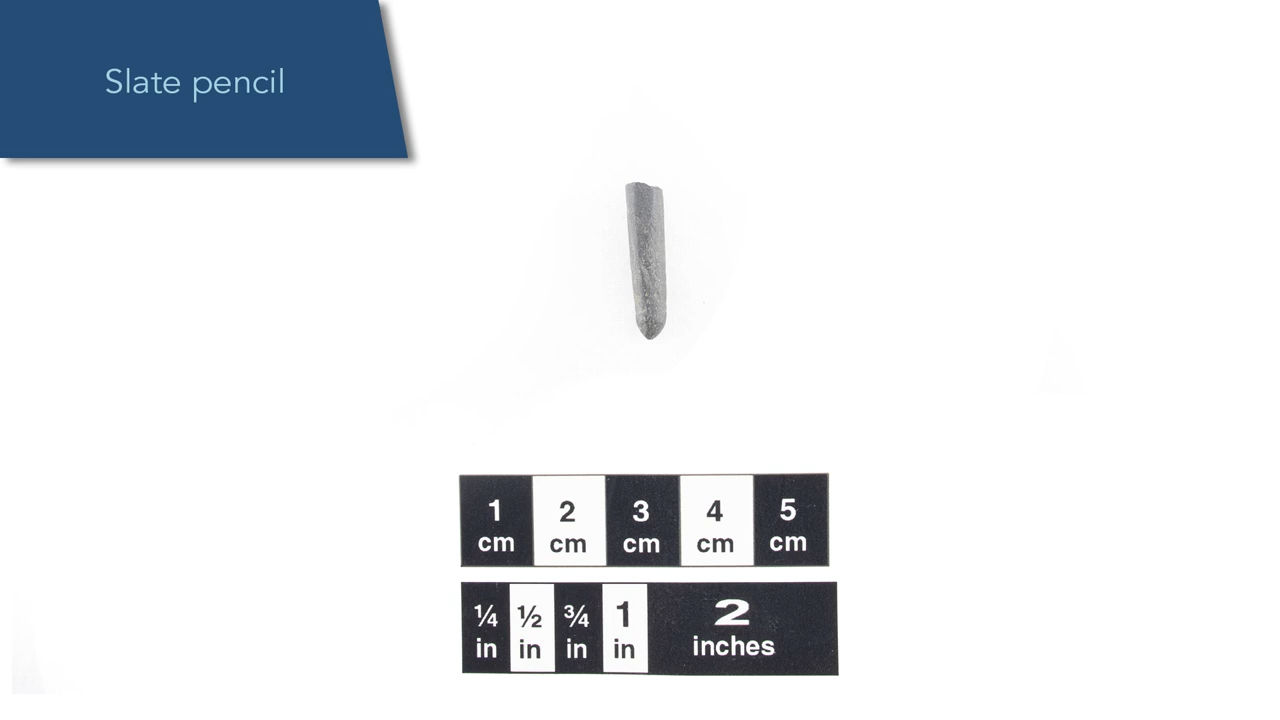 Slate pencil
1 2 3 4 5
cm cm cm cm cm
¼ ½ ¾ 1 2
in in in in inches